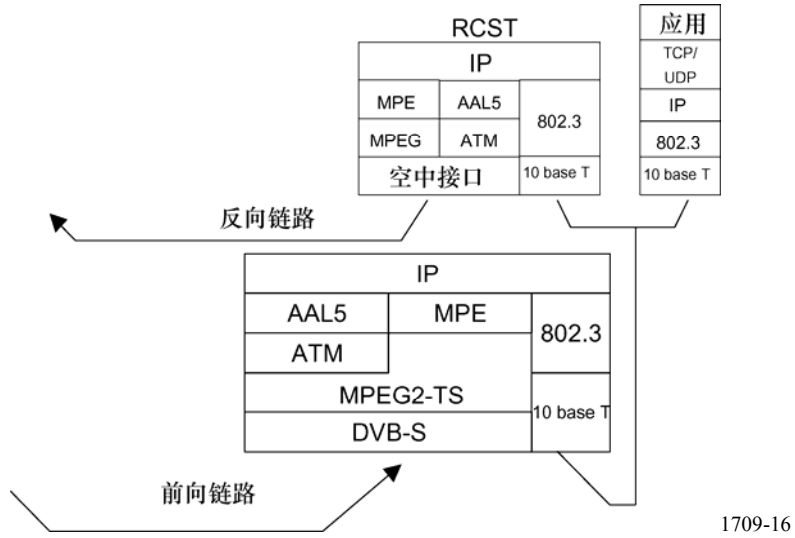 RCST
IP
MPE AAL5 802.3
MPEG ATM
空中接口 10 base T
应用
TCP/
UDP
IP
802.3
10 base T
反向链路
IP
AAL5 MPE 802.3
ATM
MPEG2-TS
10 base T
DVB-S
前向链路
1709-16